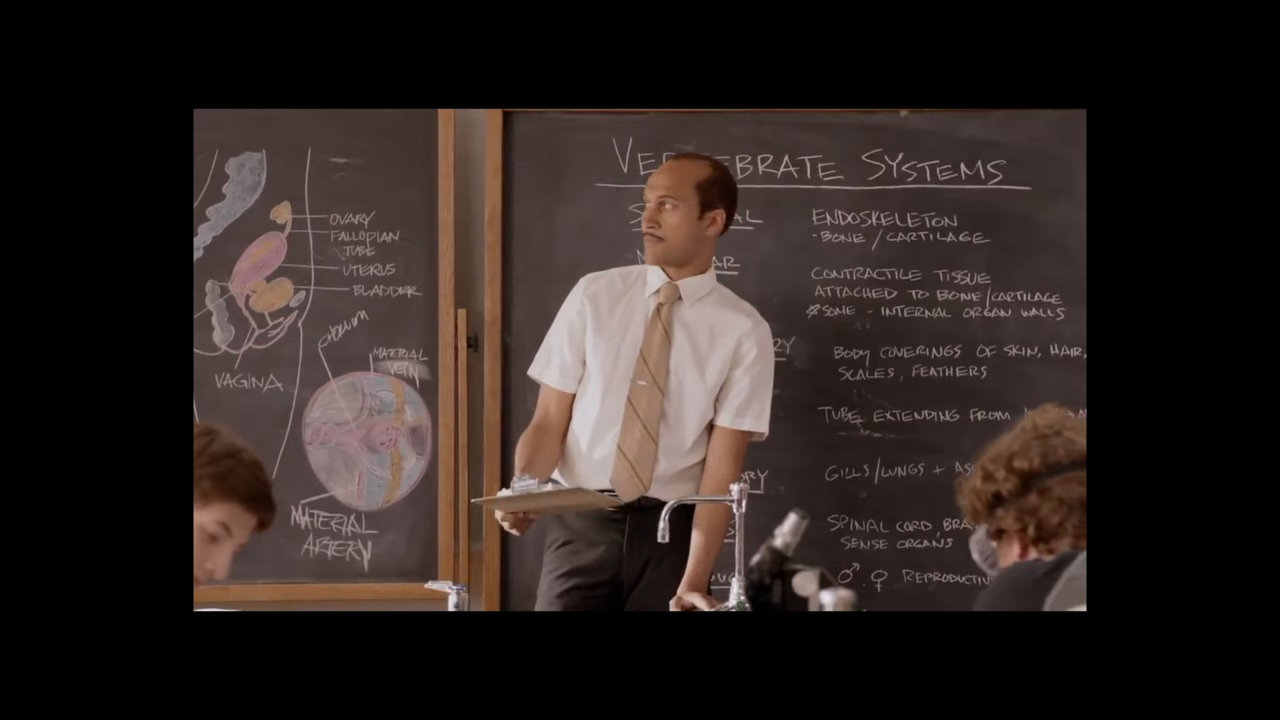 OVARY
FALLOPIAN
TUBE
UTERUS
BLADDER
MATERIAL
VEIN
VAGINA
MATERIAL
ARTERY
SYSTEMS
ENDOSKELETON
-BONE/CARTILAGE
CONTRACTILE TISSUE
ATTACHED TO BONE/CARTILAGE
- INTERNAL ORGAN WALLS
BODY COVERINGS OF SKIN, HAIR,
SCALES, FEATHERS
TUBE EXTENDING FROM
GILLS/LUNGS +
SPINAL CORD,
SENSE ORGANS
♂. ♀